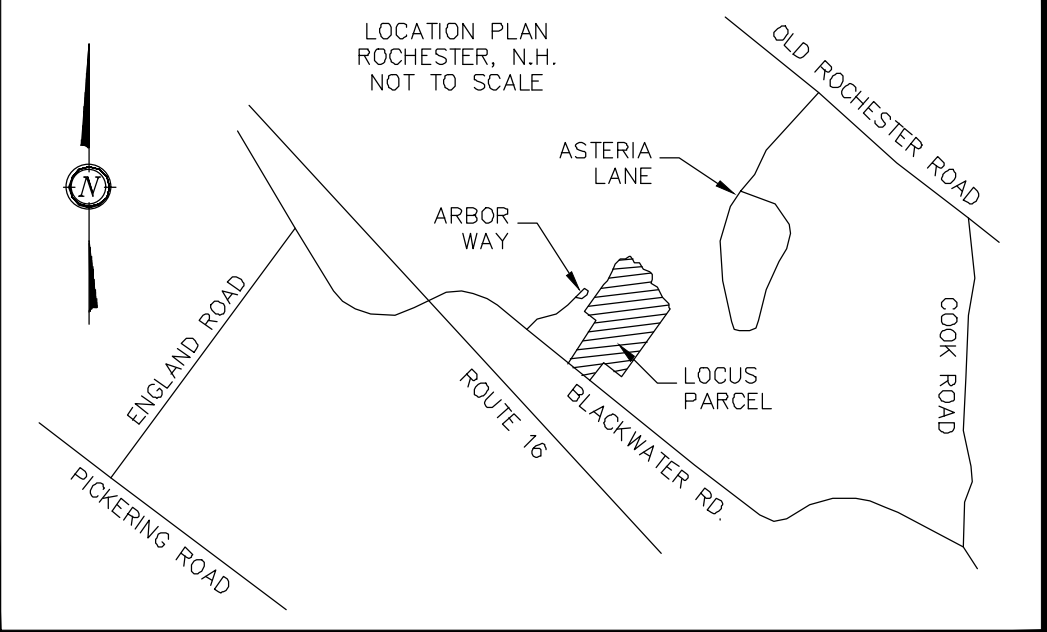 LOCATION PLAN
ROCHESTER, N.H.
NOT TO SCALE
OLD ROCHESTER ROAD
ASTERIA
LANE
N
ARBOR
WAY
ENGLAND ROAD
COOK ROAD
LOCUS
PARCEL
ROUTE 16
BLACKWATER RD.
PICKERING ROAD